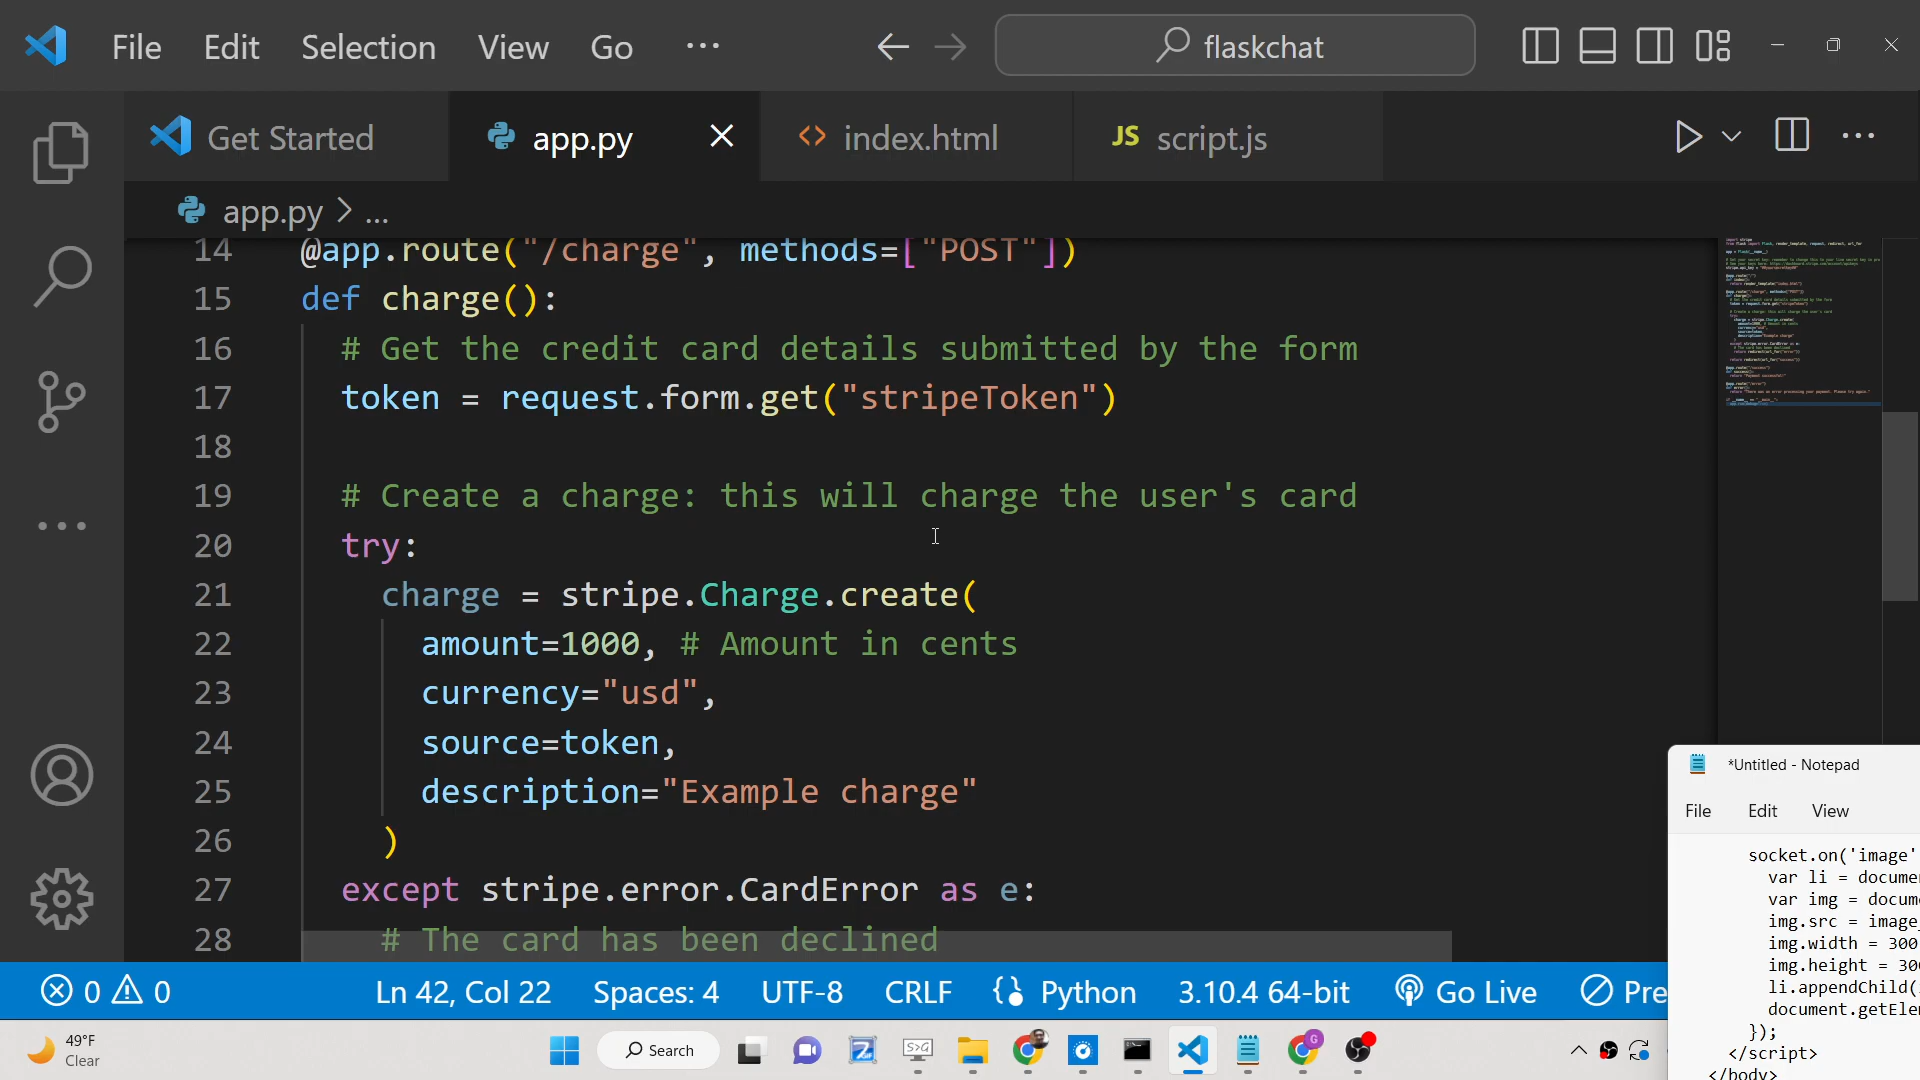 File Edit Selection View Go ... flaskchat
Get Started app.py index.html JS script.js
app.py > ...
14 @app.route("/charge", methods=["POST"])
15 def charge():
16 # Get the credit card details submitted by the form
17 token = request.form.get("stripeToken")
18
19 # Create a charge: this will charge the user's card
20 try:
21 charge = stripe.Charge.create(
22 amount=1000, # Amount in cents
23 currency="usd",
24 source=token,
25 description="Example charge"
26 )
27 except stripe.error.CardError as e:
28 # The card has been declined
*Untitled - Notepad
File Edit View
socket.on('image'
var li = docume
var img = docum
img.src = image_
img.width = 300
img.height = 30
li.appendChild(
document.getEle
});
</script>
</body>
0 0 Ln 42, Col 22 Spaces: 4 UTF-8 CRLF Python 3.10.4 64-bit Go Live Pre
49°F
Clear
Search